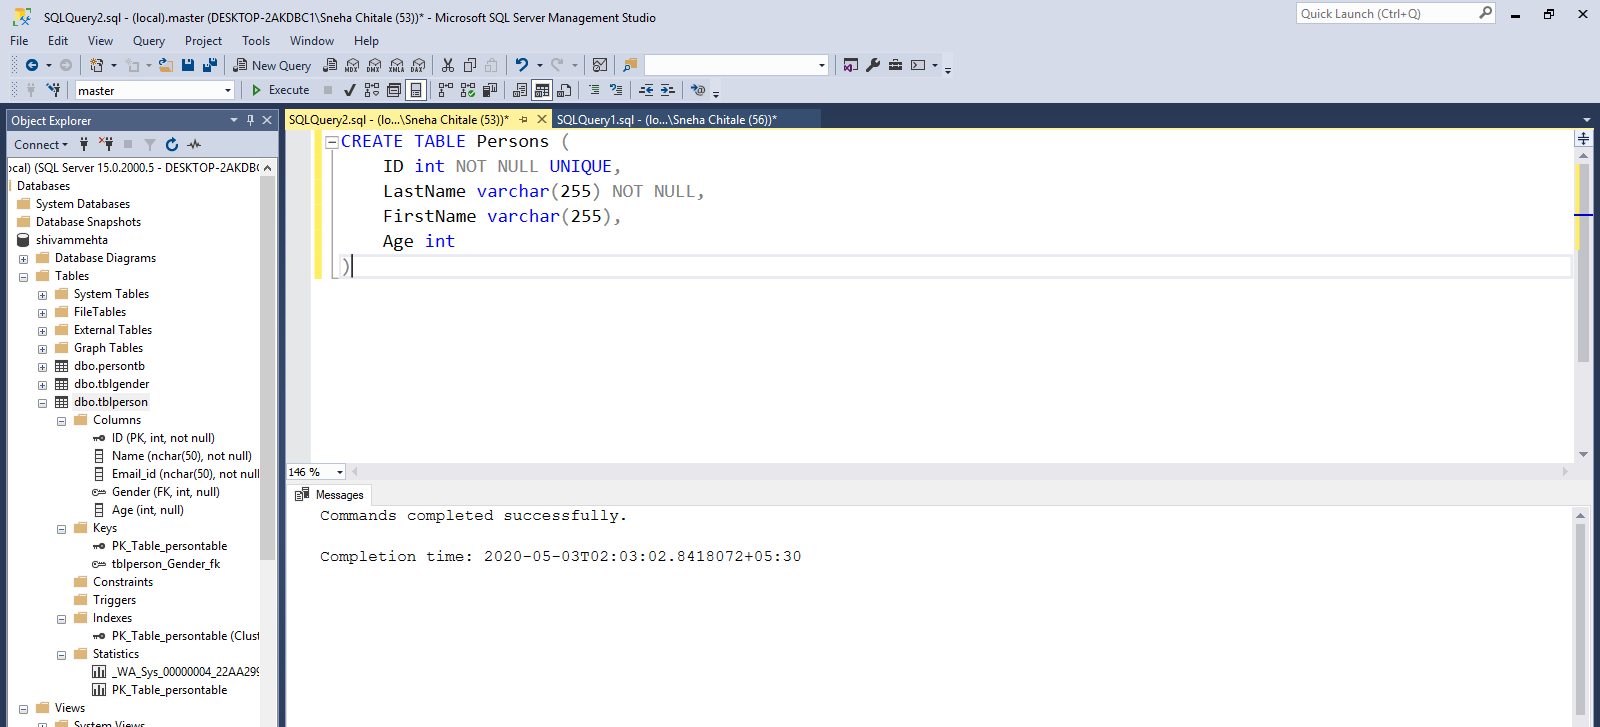 SQLQuery2.sql - (local).master (DESKTOP-2AKDBC1\Sneha Chitale (53))* - Microsoft SQL Server Management Studio
Quick Launch (Ctrl+Q)
File Edit View Query Project Tools Window Help
New Query MDX DMX XMLA DAX
master Execute
Object Explorer
Connect
ocal) (SQL Server 15.0.2000.5 - DESKTOP-2AKDBC
Databases
System Databases
Database Snapshots
shivammehta
Database Diagrams
Tables
System Tables
FileTables
External Tables
Graph Tables
dbo.persontb
dbo.tblgender
dbo.tblperson
Columns
ID (PK, int, not null)
Name (nchar(50), not null)
Email_id (nchar(50), not null
Gender (FK, int, null)
Age (int, null)
Keys
PK_Table_persontable
tblperson_Gender_fk
Constraints
Triggers
Indexes
PK_Table_persontable (Clust
Statistics
_WA_Sys_00000004_22AA299
PK_Table_persontable
Views
System Views
SQLQuery2.sql - (lo...\Sneha Chitale (53))* SQLQuery1.sql - (lo...\Sneha Chitale (56))*
CREATE TABLE Persons (
ID int NOT NULL UNIQUE,
LastName varchar(255) NOT NULL,
FirstName varchar(255),
Age int
)
146 %
Messages
Commands completed successfully.
Completion time: 2020-05-03T02:03:02.8418072+05:30